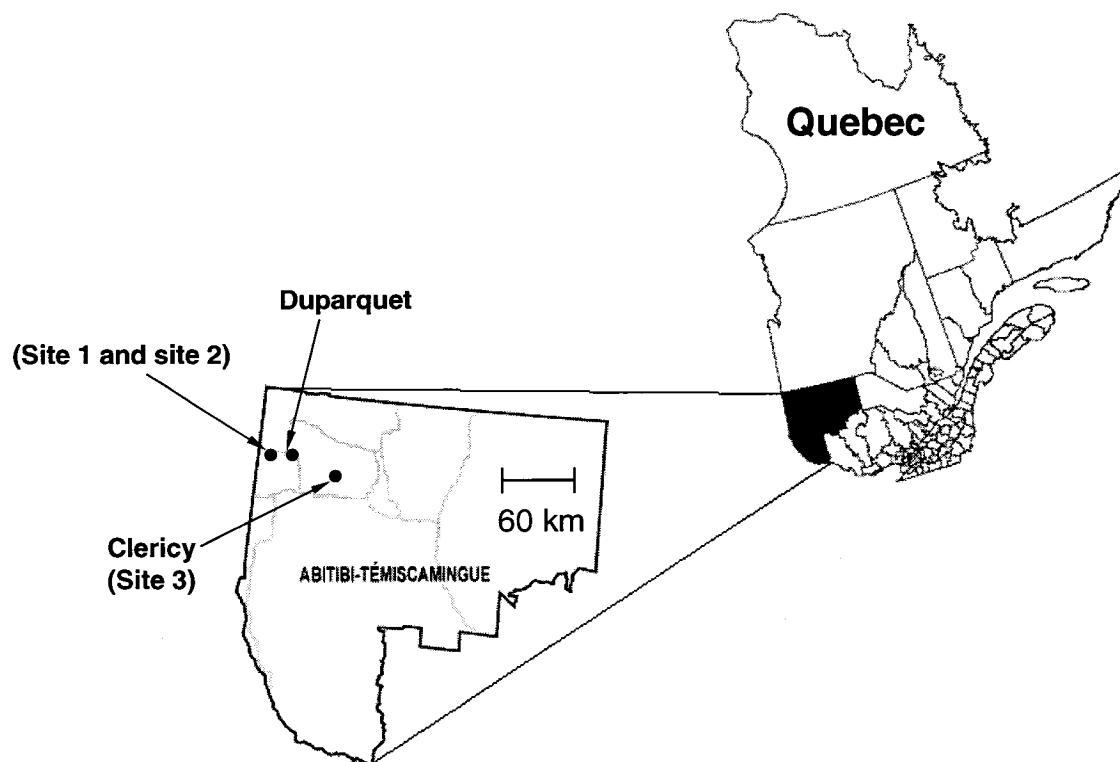 Quebec
Duparquet
(Site 1 and site 2)
60 km
Clericy
(Site 3)
ABITIBI-TÉMISCAMINGUE